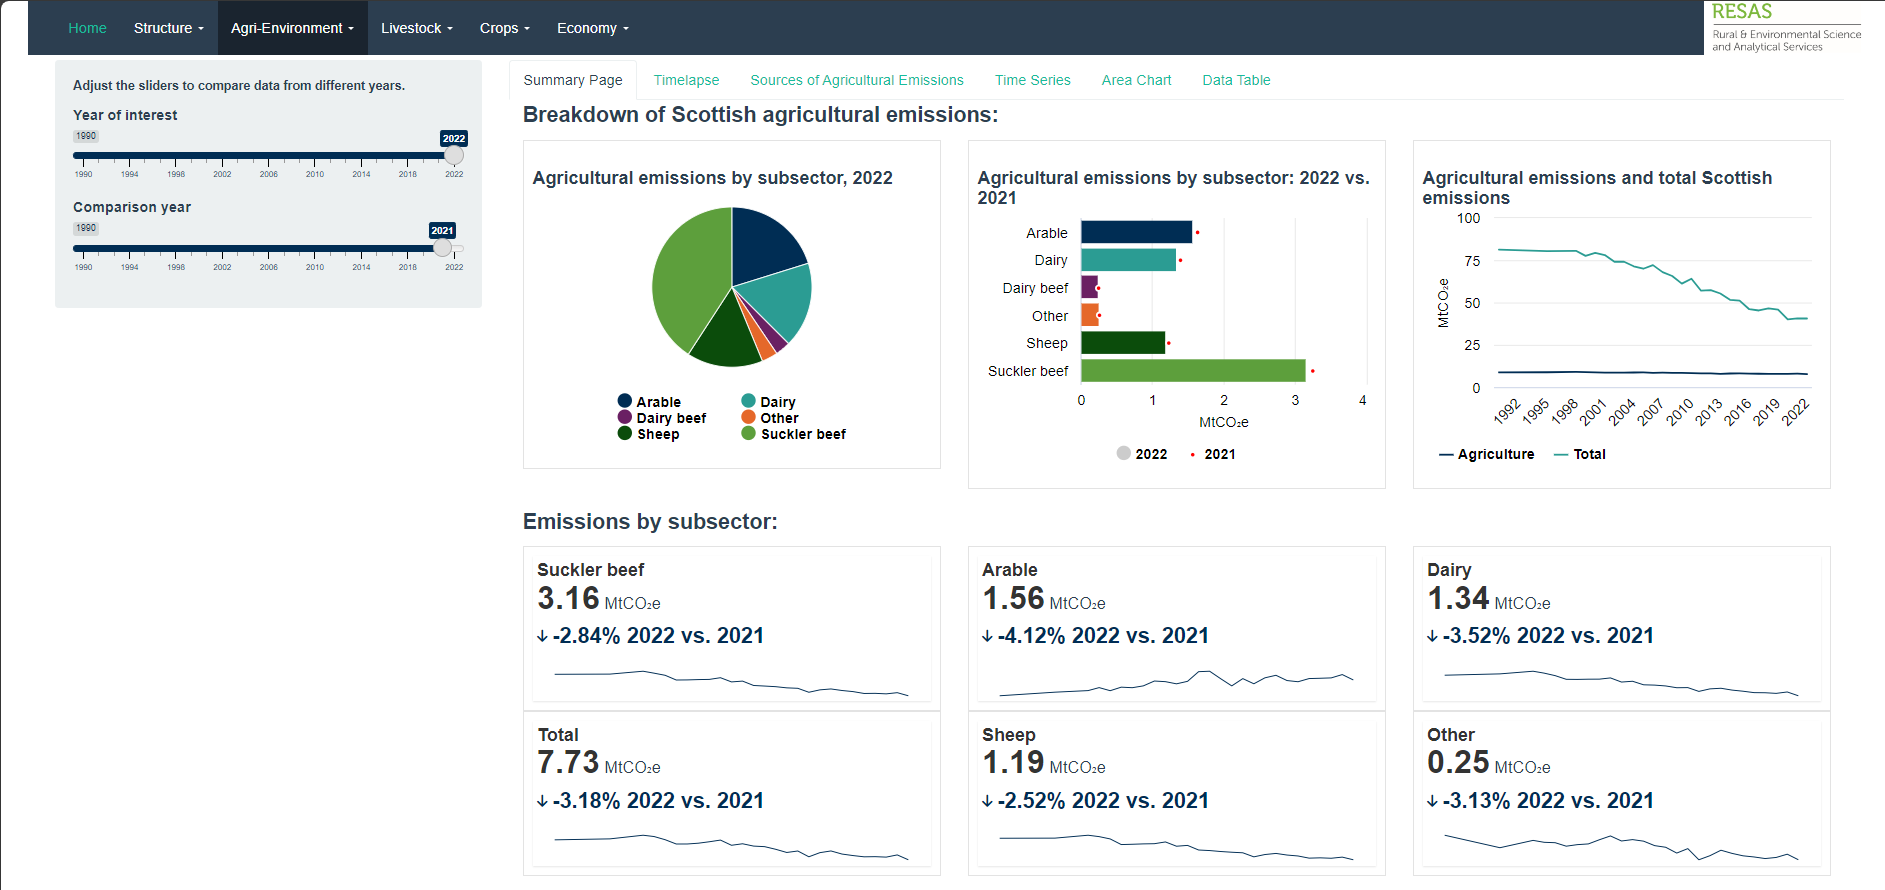 Home Structure Agri-Environment Livestock Crops Economy
RESAS
Rural & Environmental Science
and Analytical Services
Adjust the sliders to compare data from different years.
Year of interest
1990
2022
1990 1994 1998 2002 2006 2010 2014 2018 2022
Comparison year
1990
2021
1990 1994 1998 2002 2006 2010 2014 2018 2022
Summary Page Timelapse Sources of Agricultural Emissions Time Series Area Chart Data Table
Breakdown of Scottish agricultural emissions:
Agricultural emissions by subsector, 2022
Arable Dairy
Dairy beef Other
Sheep Suckler beef
Agricultural emissions by subsector: 2022 vs.
2021
Arable
Dairy
Dairy beef
Other
Sheep
Suckler beef
0 1 2 3 4
MtCO₂e
2022 2021
Agricultural emissions and total Scottish
emissions
100
75
50
25
0
MtCO₂e
1992 1995 1998 2001 2004 2007 2010 2013 2016 2019 2022
Agriculture Total
Emissions by subsector:
Suckler beef
3.16 MtCO₂e
↓ -2.84% 2022 vs. 2021
Arable
1.56 MtCO₂e
↓ -4.12% 2022 vs. 2021
Dairy
1.34 MtCO₂e
↓ -3.52% 2022 vs. 2021
Total
7.73 MtCO₂e
↓ -3.18% 2022 vs. 2021
Sheep
1.19 MtCO₂e
↓ -2.52% 2022 vs. 2021
Other
0.25 MtCO₂e
↓ -3.13% 2022 vs. 2021